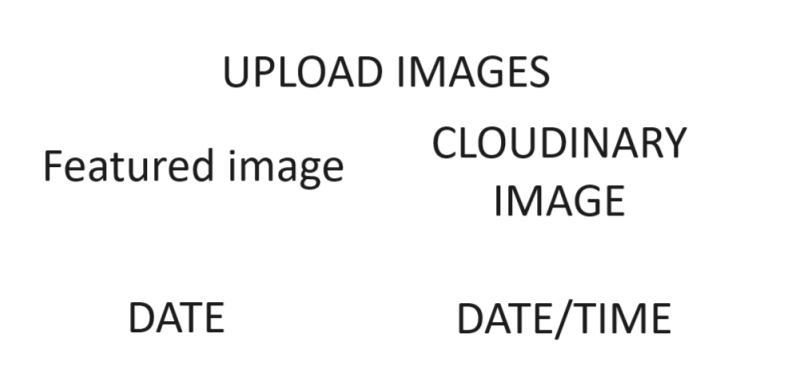 UPLOAD IMAGES
Featured image
CLOUDINARY
IMAGE
DATE
DATE/TIME